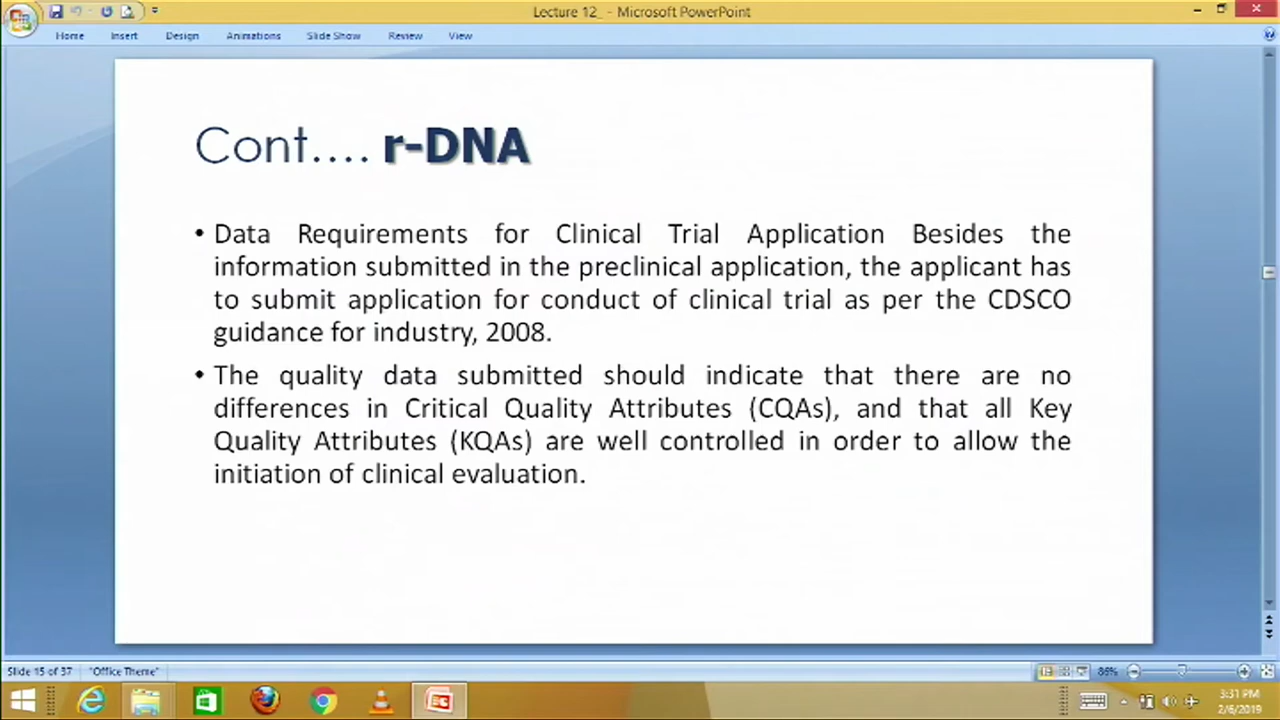 Lecture 12_ - Microsoft PowerPoint
Home Insert Design Animations Slide Show Review View
Cont.... r-DNA
• Data Requirements for Clinical Trial Application Besides the
information submitted in the preclinical application, the applicant has
to submit application for conduct of clinical trial as per the CDSCO
guidance for industry, 2008.
• The quality data submitted should indicate that there are no
differences in Critical Quality Attributes (CQAs), and that all Key
Quality Attributes (KQAs) are well controlled in order to allow the
initiation of clinical evaluation.
Slide 15 of 37 "Office Theme" 86%
3:31 PM
2/6/2019